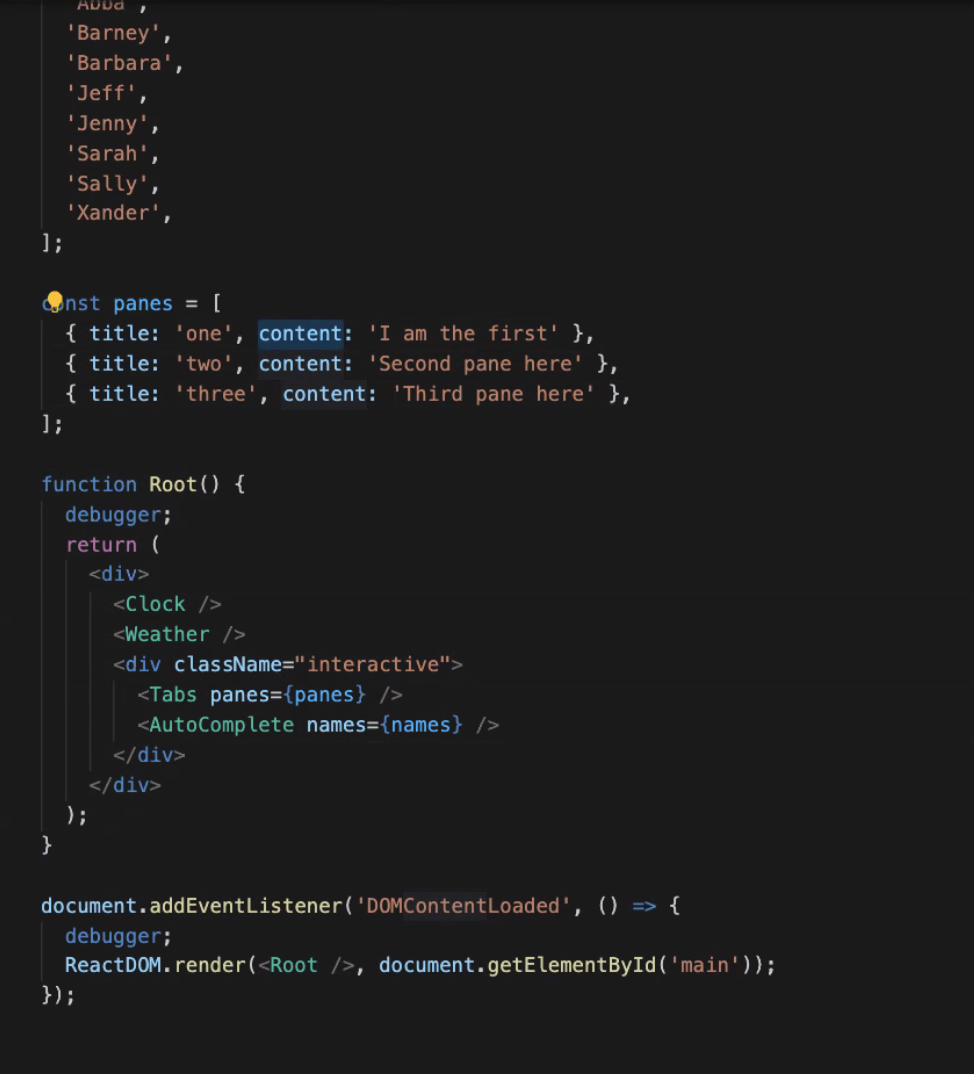 'Abba',
'Barney',
'Barbara',
'Jeff',
'Jenny',
'Sarah',
'Sally',
'Xander',
];
const panes = [
{ title: 'one', content: 'I am the first' },
{ title: 'two', content: 'Second pane here' },
{ title: 'three', content: 'Third pane here' },
];
function Root() {
debugger;
return (
<div>
<Clock />
<Weather />
<div className="interactive">
<Tabs panes={panes} />
<AutoComplete names={names} />
</div>
</div>
);
}
document.addEventListener('DOMContentLoaded', () => {
debugger;
ReactDOM.render(<Root />, document.getElementById('main'));
});